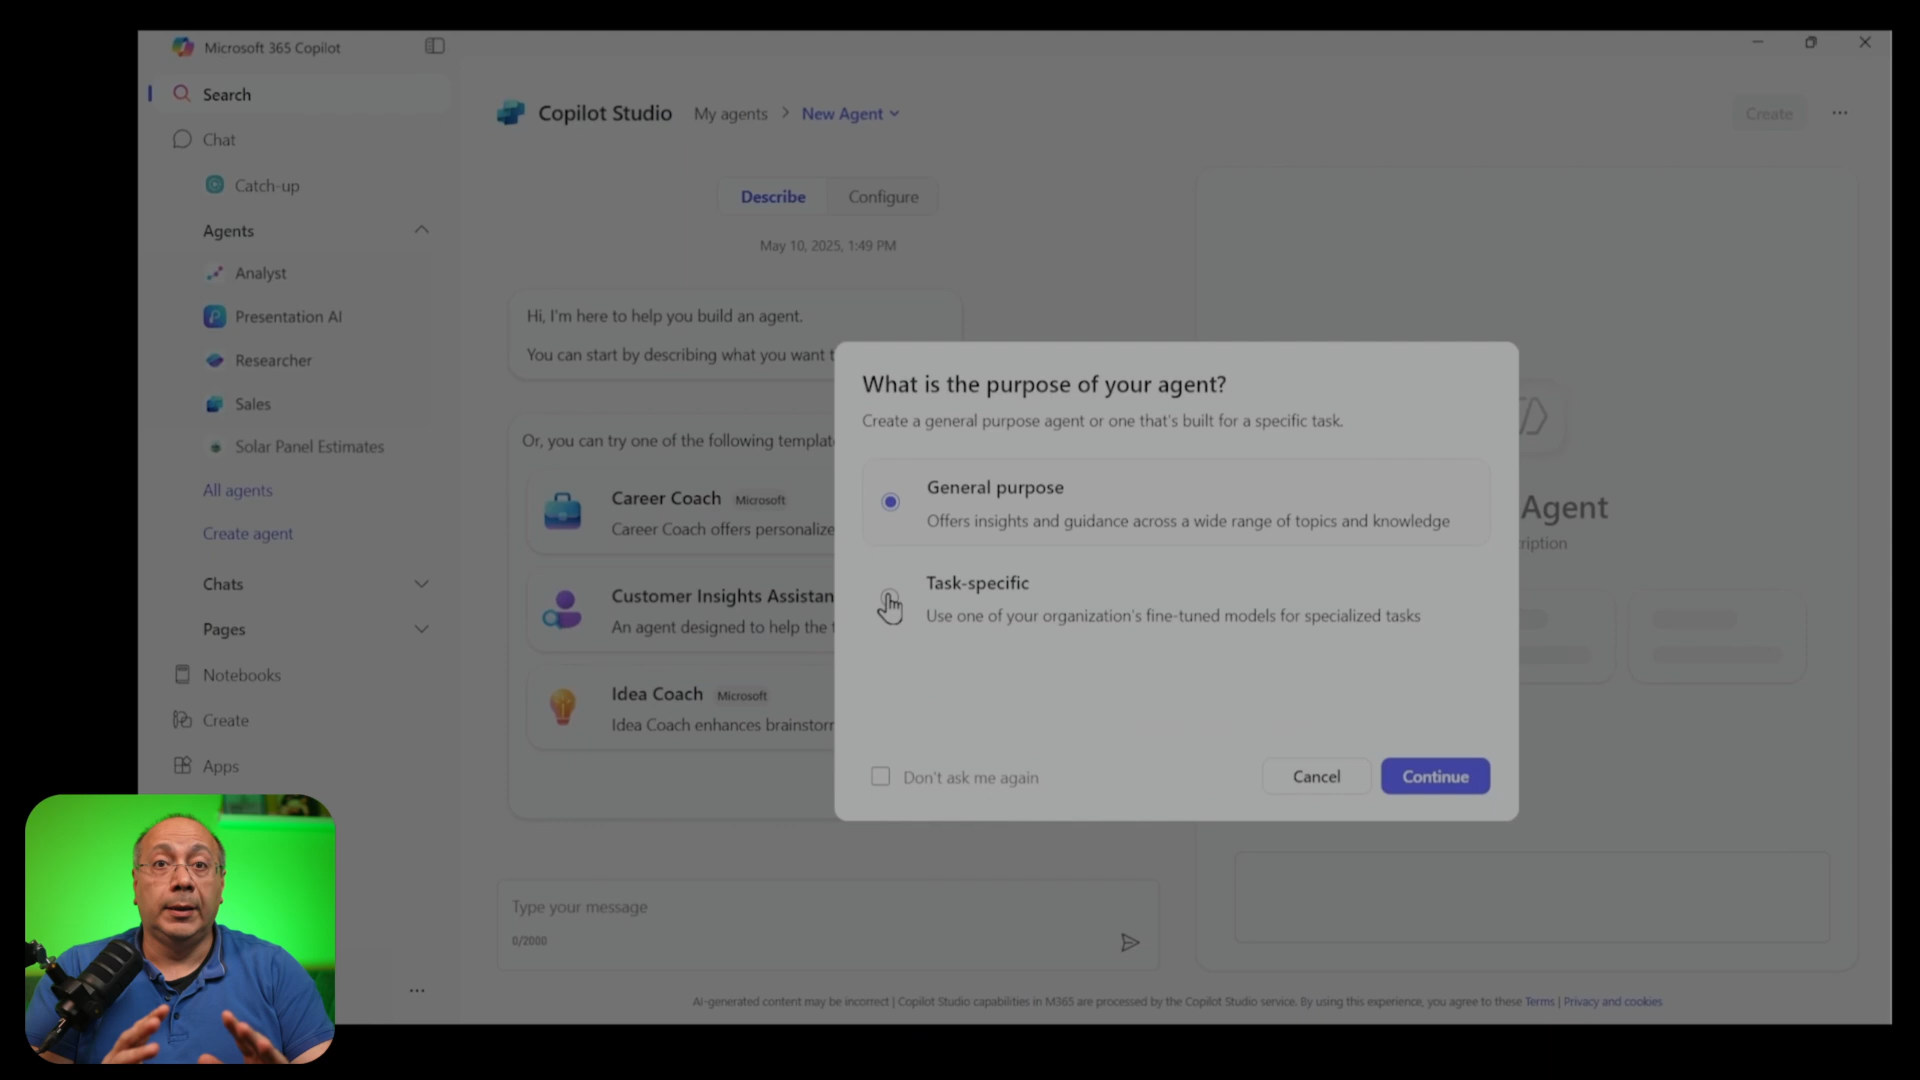 Microsoft 365 Copilot
Search
Chat
Catch-up
Agents
Analyst
Presentation AI
Researcher
Sales
Solar Panel Estimates
All agents
Create agent
Chats
Pages
Notebooks
Create
Apps
Copilot Studio
My agents
New Agent
Create
Describe
Configure
May 10, 2025, 1:49 PM
Hi, I'm here to help you build an agent.
You can start by describing what you want
Or, you can try one of the following templat
Career Coach Microsoft
Career Coach offers personalize
Customer Insights Assistan
An agent designed to help the
Idea Coach Microsoft
Idea Coach enhances brainstorr
Type your message
0/2000
What is the purpose of your agent?
Create a general purpose agent or one that's built for a specific task.
General purpose
Offers insights and guidance across a wide range of topics and knowledge
Task-specific
Use one of your organization's fine-tuned models for specialized tasks
Don't ask me again
Cancel
Continue
Agent
ription
AI-generated content may be incorrect | Copilot Studio capabilities in M365 are processed by the Copilot Studio service. By using this experience, you agree to these Terms | Privacy and cookies